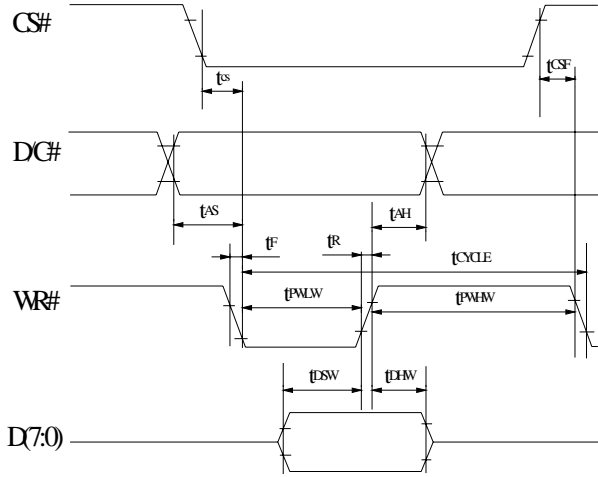 CS#
tcs
tCSF
D/C#
tAS
tAH
tF
tR
tCYCLE
WR#
tPWLW
tPWHW
tDSW
tDHW
D(7:0)